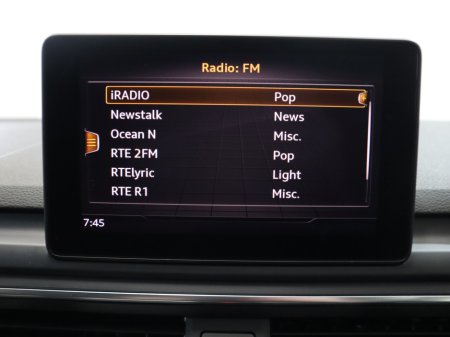 Radio: FM
iRADIO Pop
Newstalk News
Ocean N Misc.
RTE 2FM Pop
RTElyric Light
RTE R1 Misc.
7:45